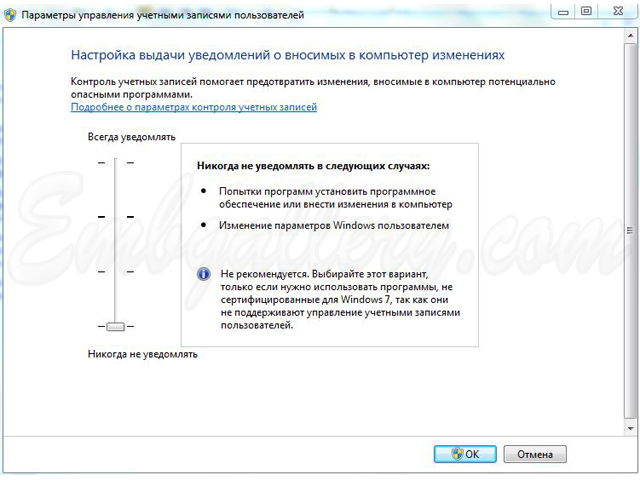 Параметры управления учетными записями пользователей
Настройка выдачи уведомлений о вносимых в компьютер изменениях
Контроль учетных записей помогает предотвратить изменения, вносимые в компьютер потенциально
опасными программами.
Подробнее о параметрах контроля учетных записей
Всегда уведомлять
Никогда не уведомлять в следующих случаях:
Попытки программ установить программное
обеспечение или внести изменения в компьютер
Изменение параметров Windows пользователем
Не рекомендуется. Выбирайте этот вариант,
только если нужно использовать программы, не
сертифицированные для Windows 7, так как они
не поддерживают управление учетными записями
пользователей.
Никогда не уведомлять
Embgallery.com
OK
Отмена